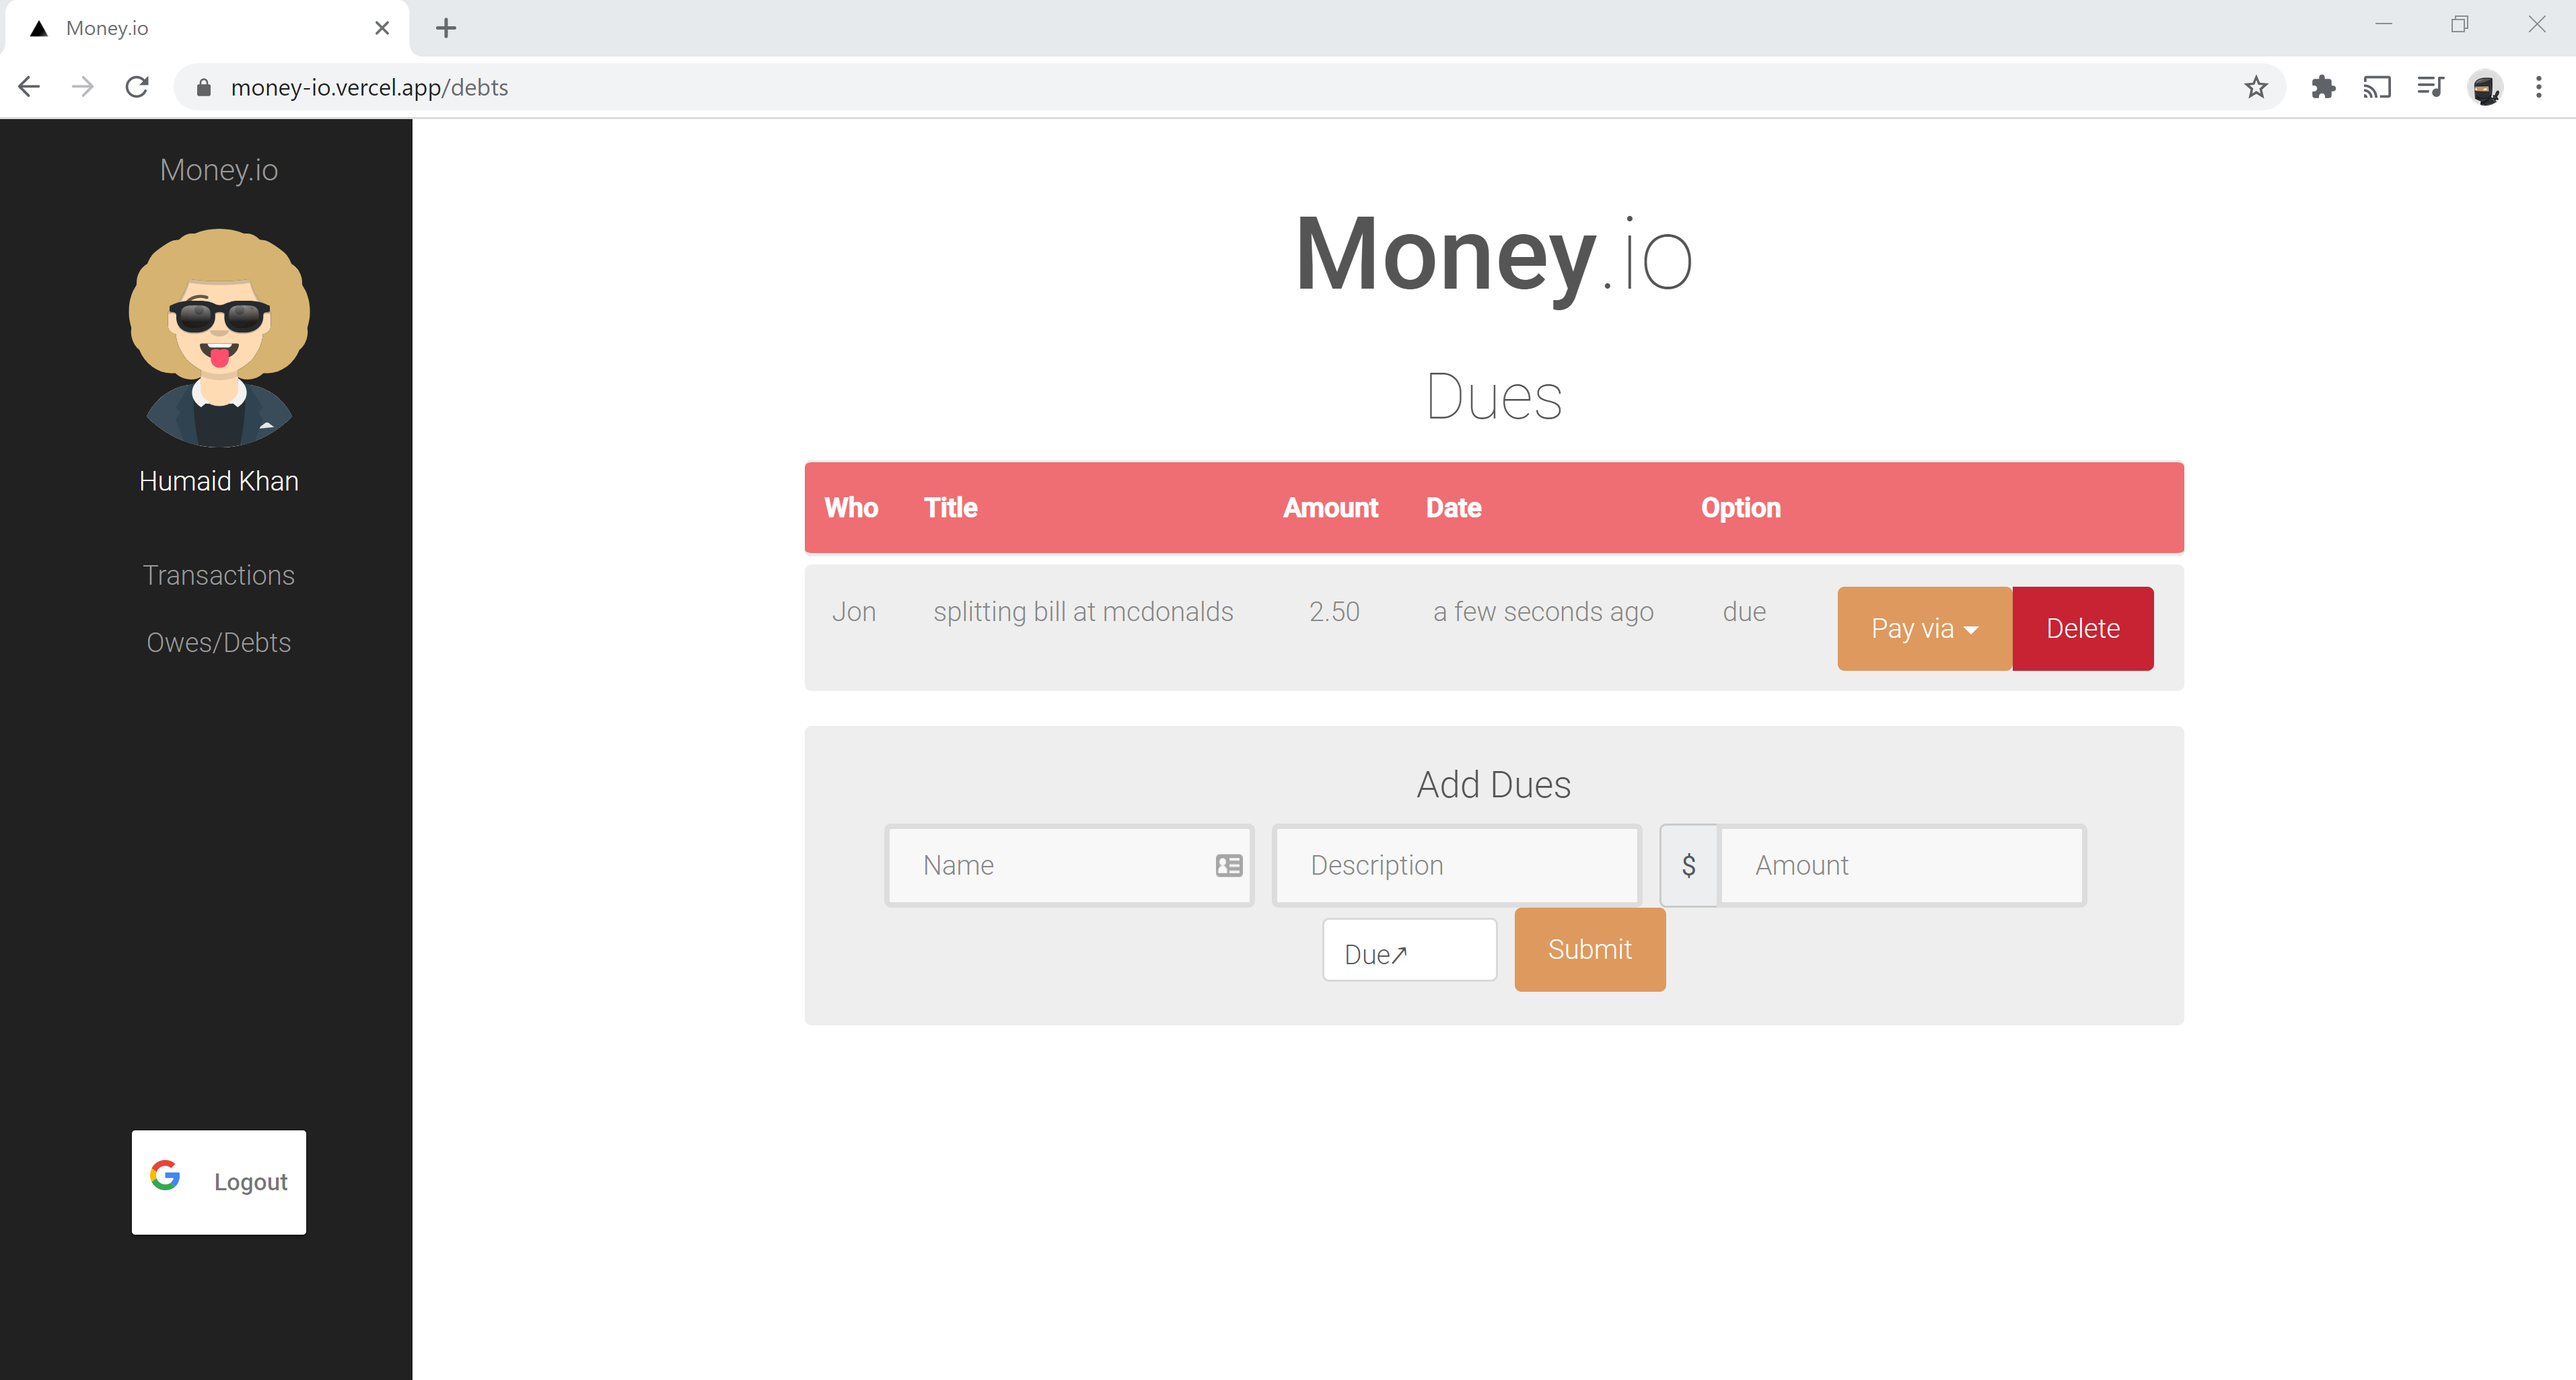 Money.io
money-io.vercel.app/debts
Money.io
Humaid Khan
Transactions
Owes/Debts
Logout
Money.io
Dues
Who Title Amount Date Option
Jon splitting bill at mcdonalds 2.50 a few seconds ago due Pay via Delete
Add Dues
Name Description $ Amount
Due↗ Submit